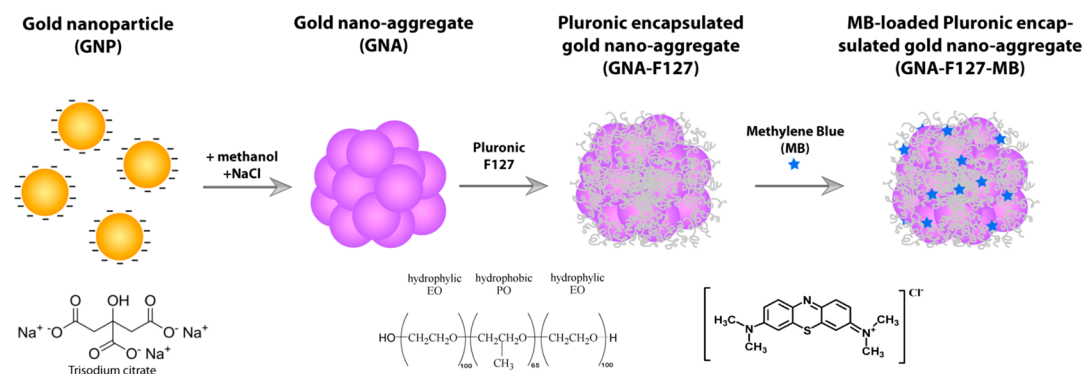 Gold nanoparticle
(GNP)
Gold nano-aggregate
(GNA)
Pluronic encapsulated
gold nano-aggregate
(GNA-F127)
MB-loaded Pluronic encap-
sulated gold nano-aggregate
(GNA-F127-MB)
+ methanol
+NaCl
Pluronic
F127
Methylene Blue
(MB)
hydrophylic
EO
hydrophobic
PO
hydrophylic
EO
O OH O
Na⁺ ⁻O O⁻ Na⁺
O O⁻ Na⁺
Trisodium citrate
HO(CH₂CH₂O)₁₀₀(CH₂CHO)₆₅(CH₂CH₂O)₁₀₀H
CH₃
Cl⁻
N
H₃C N S N⁺ CH₃
CH₃ CH₃